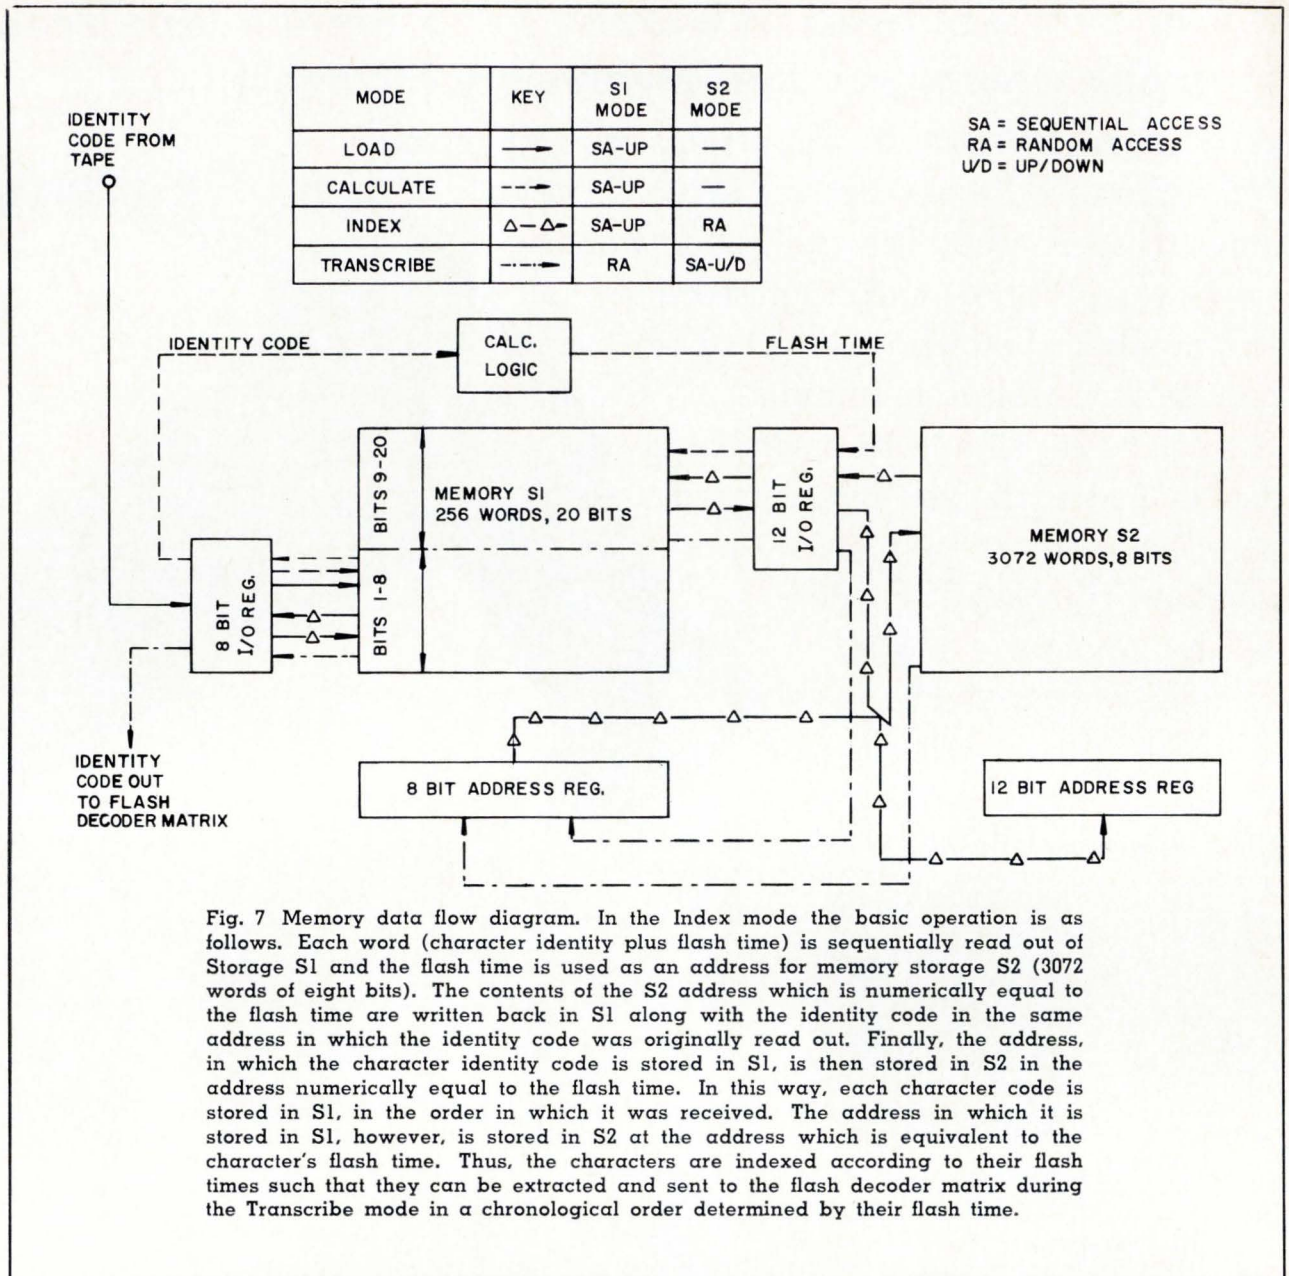 MODE KEY S1 MODE S2 MODE
LOAD SA-UP —
CALCULATE SA-UP —
INDEX SA-UP RA
TRANSCRIBE RA SA-U/D
SA = SEQUENTIAL ACCESS
RA = RANDOM ACCESS
U/D = UP/DOWN
IDENTITY
CODE FROM
TAPE
IDENTITY CODE
CALC.
LOGIC
FLASH TIME
BITS 9-20
MEMORY S1
256 WORDS, 20 BITS
12 BIT
I/O REG.
MEMORY S2
3072 WORDS, 8 BITS
8 BIT
I/O REG.
BITS 1-8
IDENTITY
CODE OUT
TO FLASH
DECODER MATRIX
8 BIT ADDRESS REG.
12 BIT ADDRESS REG
Fig. 7 Memory data flow diagram. In the Index mode the basic operation is as
follows. Each word (character identity plus flash time) is sequentially read out of
Storage S1 and the flash time is used as an address for memory storage S2 (3072
words of eight bits). The contents of the S2 address which is numerically equal to
the flash time are written back in S1 along with the identity code in the same
address in which the identity code was originally read out. Finally, the address,
in which the character identity code is stored in S1, is then stored in S2 in the
address numerically equal to the flash time. In this way, each character code is
stored in S1, in the order in which it was received. The address in which it is
stored in S1, however, is stored in S2 at the address which is equivalent to the
character's flash time. Thus, the characters are indexed according to their flash
times such that they can be extracted and sent to the flash decoder matrix during
the Transcribe mode in a chronological order determined by their flash time.